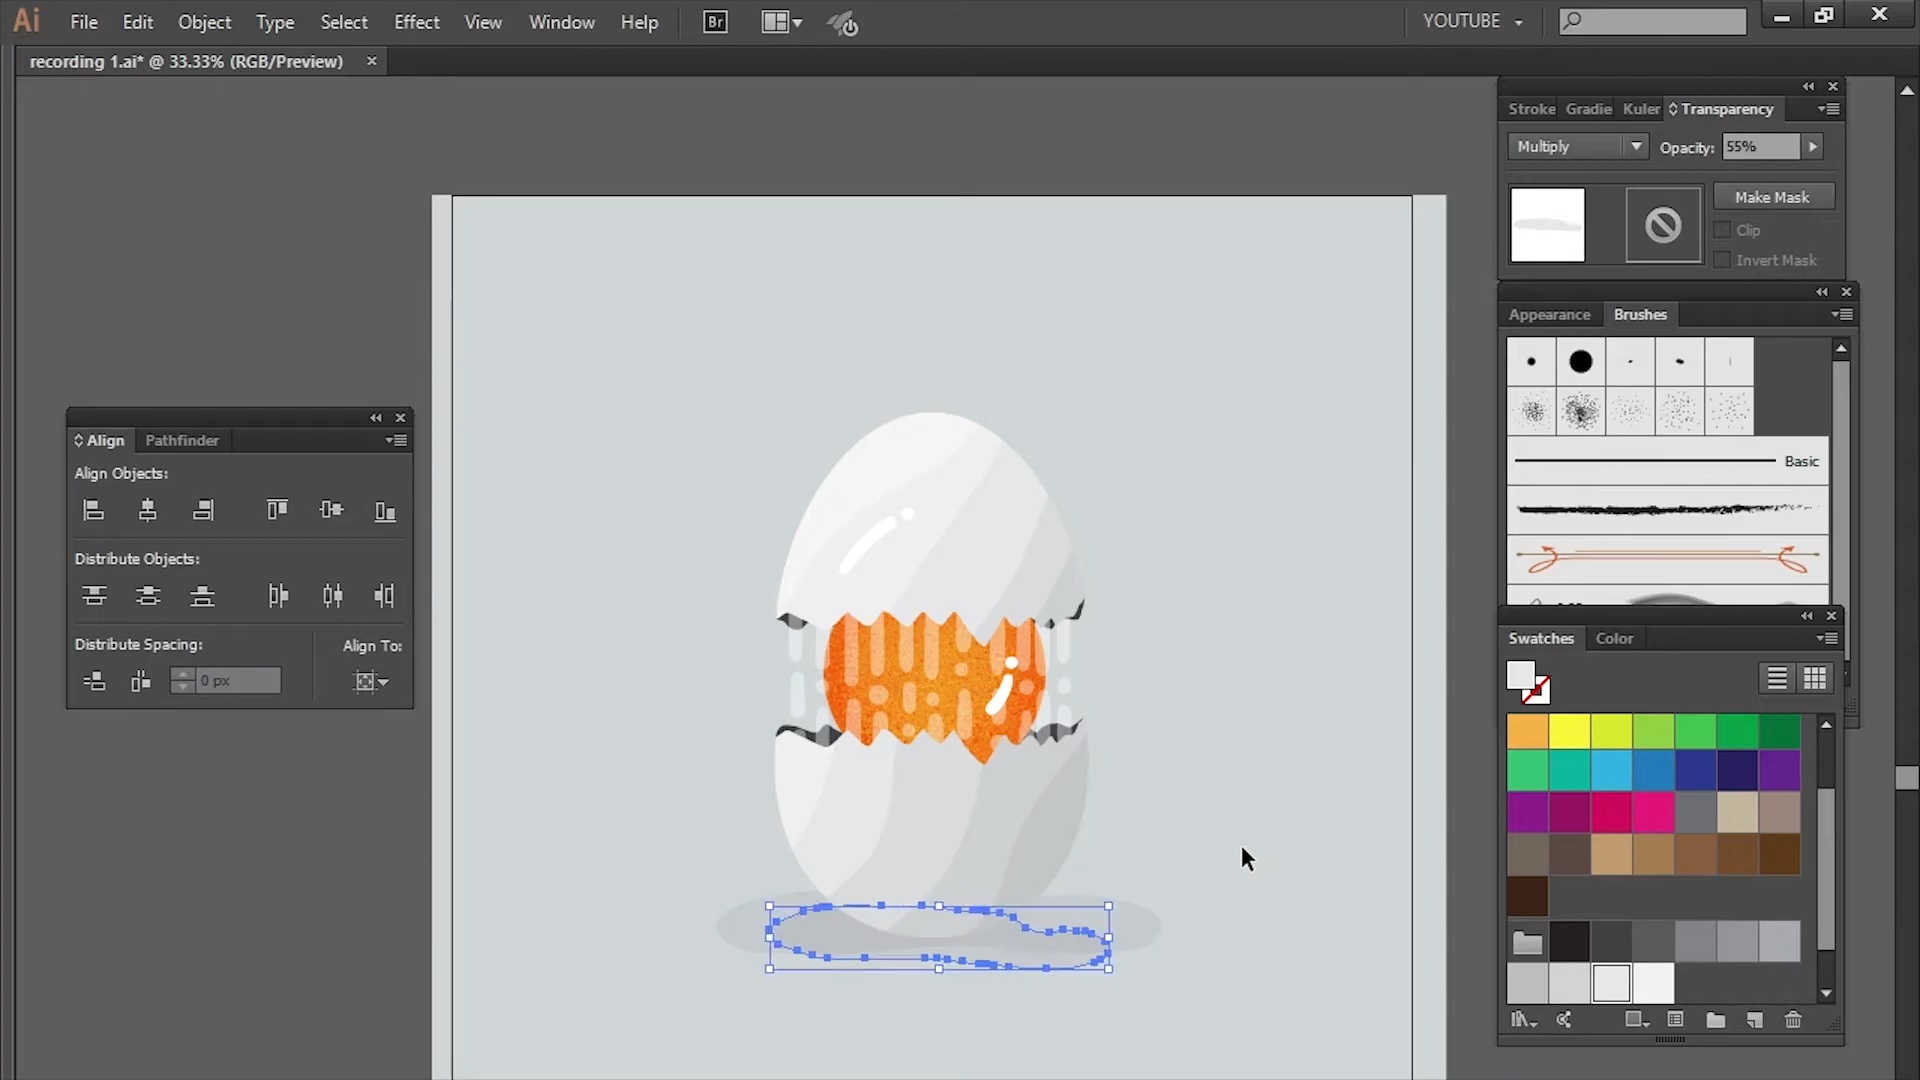 Ai File Edit Object Type Select Effect View Window Help Br YOUTUBE
recording 1.ai* @ 33.33% (RGB/Preview)
Stroke Gradie Kuler Transparency
Multiply Opacity: 55%
Make Mask
Clip
Invert Mask
Appearance Brushes
Basic
Align Pathfinder
Align Objects:
Distribute Objects:
Distribute Spacing: Align To:
0 px
Swatches Color